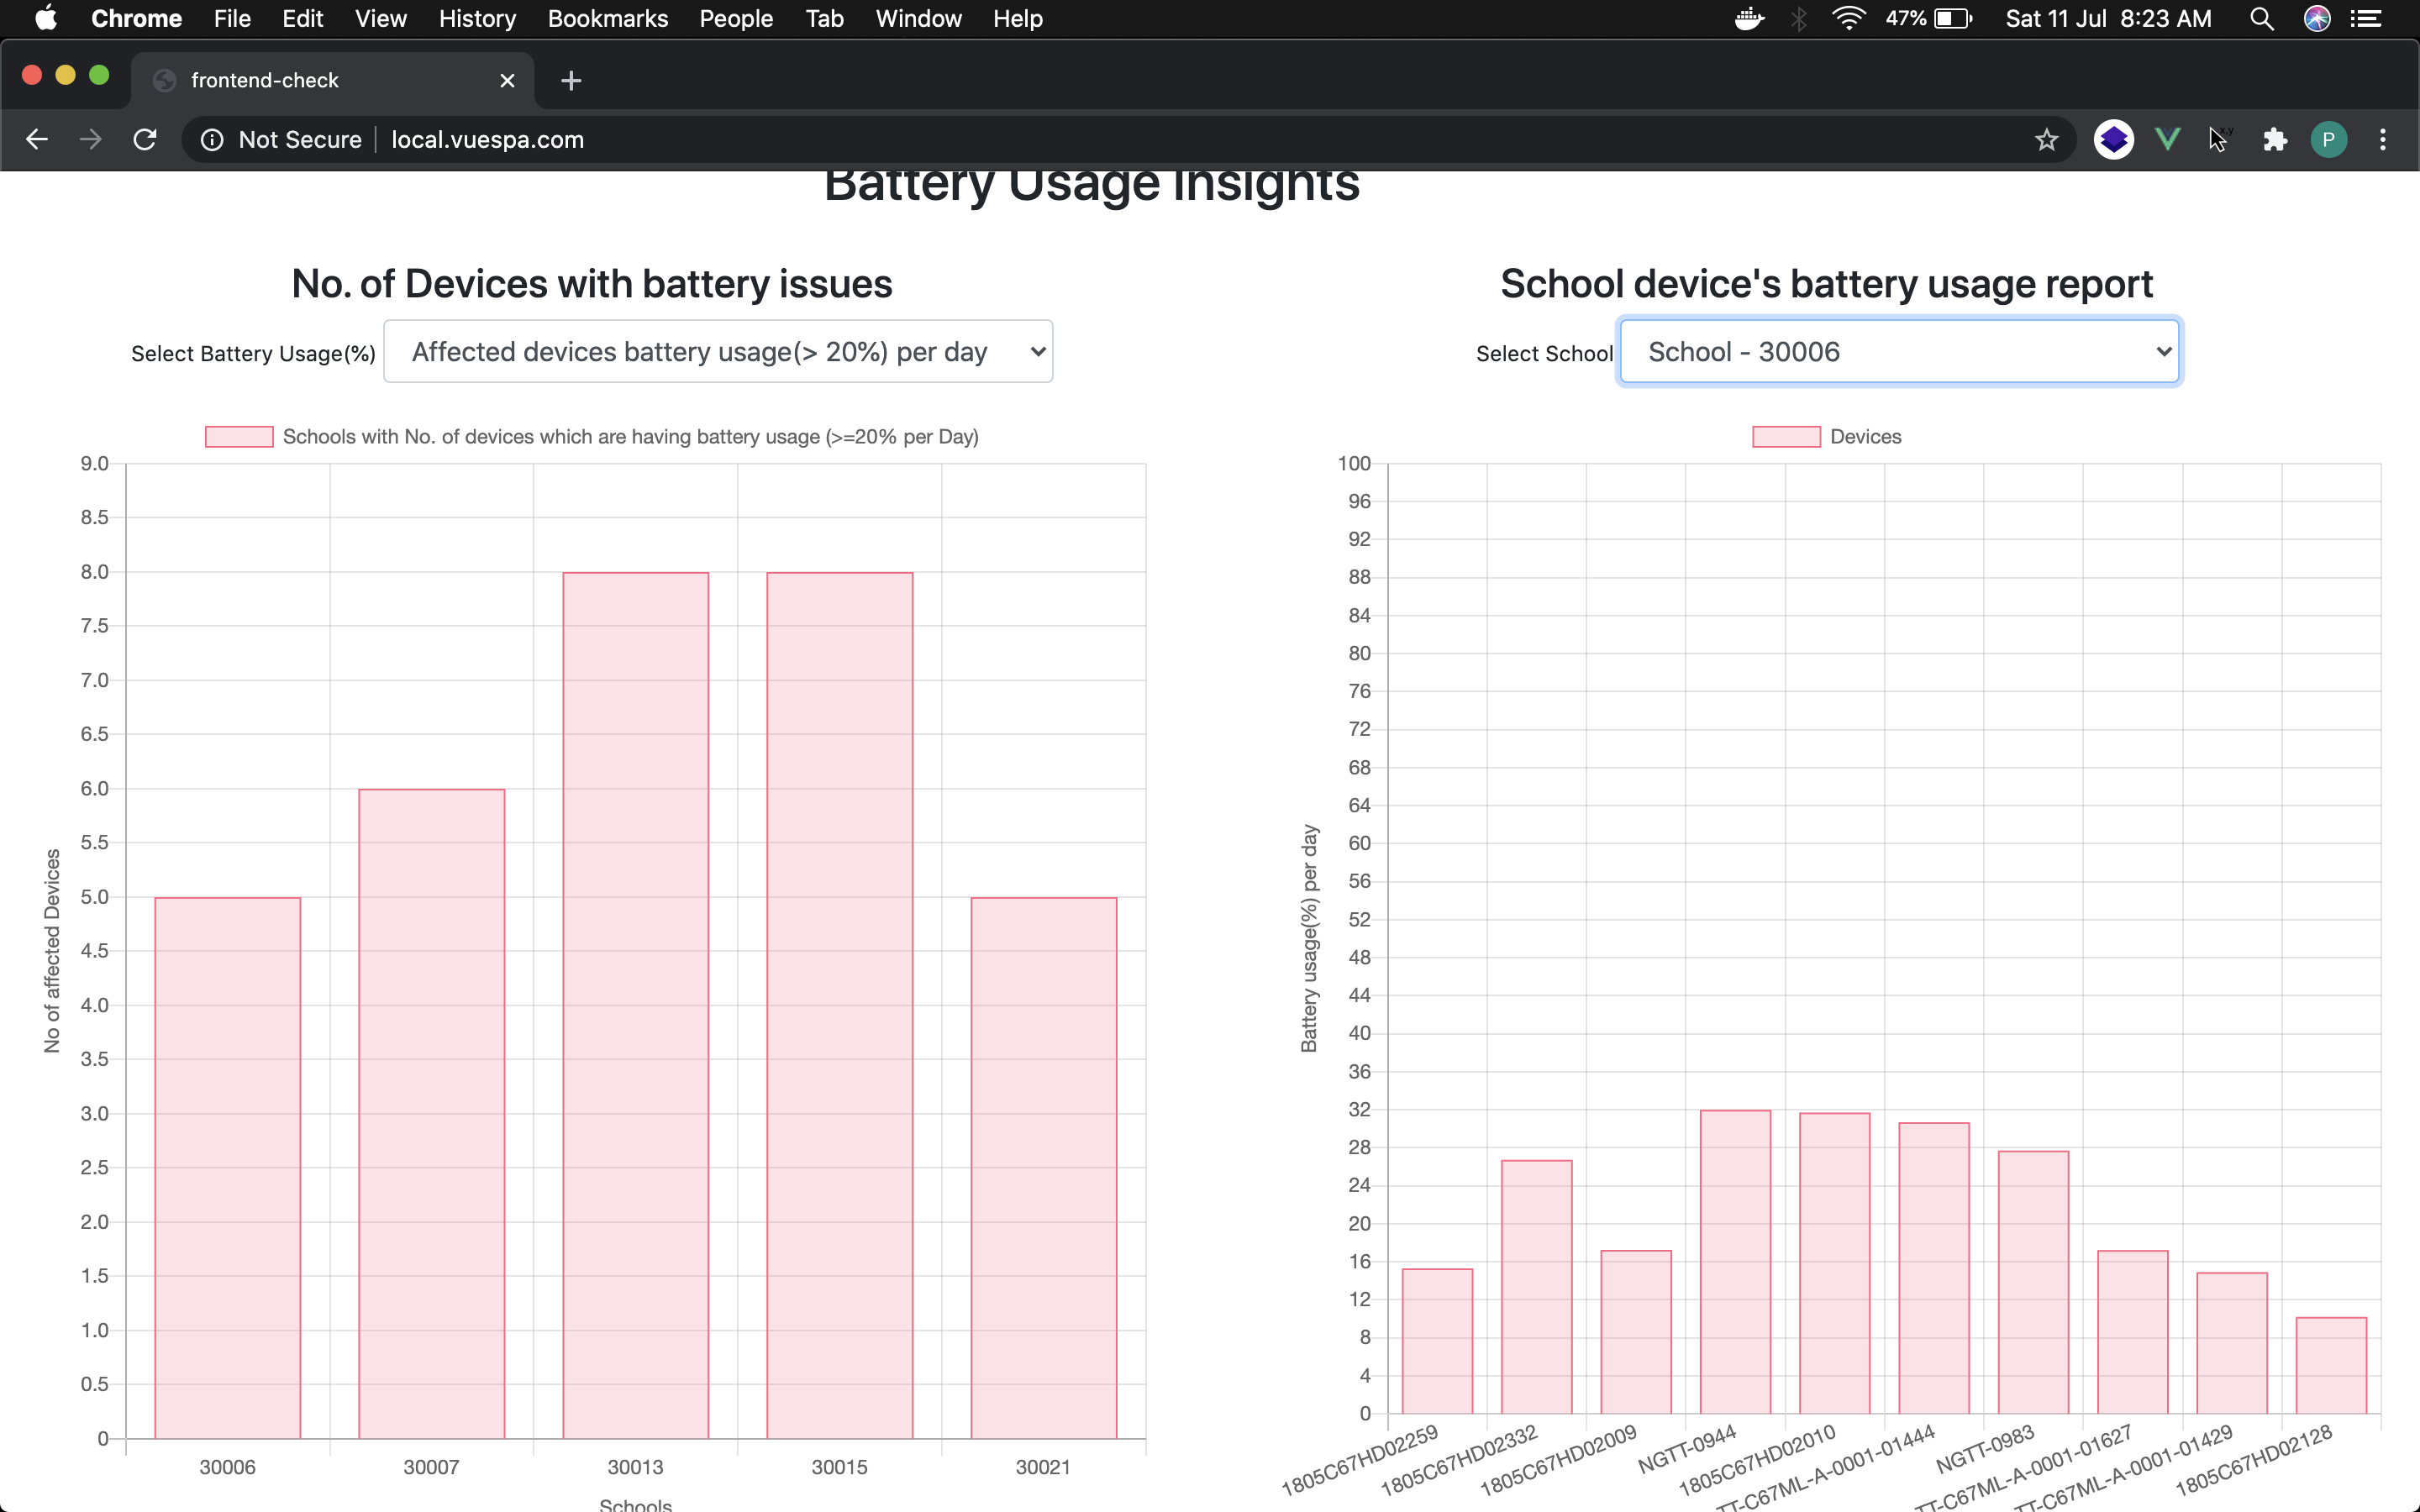 Chrome File Edit View History Bookmarks People Tab Window Help 47% Sat 11 Jul 8:23 AM
frontend-check
Not Secure local.vuespa.com P
Battery Usage Insights
No. of Devices with battery issues
Select Battery Usage(%) Affected devices battery usage(> 20%) per day
Schools with No. of devices which are having battery usage (>=20% per Day)
9.0
8.5
8.0
7.5
7.0
6.5
6.0
5.5
5.0
4.5
4.0
3.5
3.0
2.5
2.0
1.5
1.0
0.5
0
No of affected Devices
30006 30007 30013 30015 30021
Schools
School device's battery usage report
Select School School - 30006
Devices
100
96
92
88
84
80
76
72
68
64
60
56
52
48
44
40
36
32
28
24
20
16
12
8
4
0
Battery usage(%) per day
1805C67HD02259
1805C67HD02332
1805C67HD02009
NGTT-0944
1805C67HD02010
TT-C67ML-A-0001-01444
NGTT-0983
TT-C67ML-A-0001-01627
TT-C67ML-A-0001-01429
1805C67HD02128